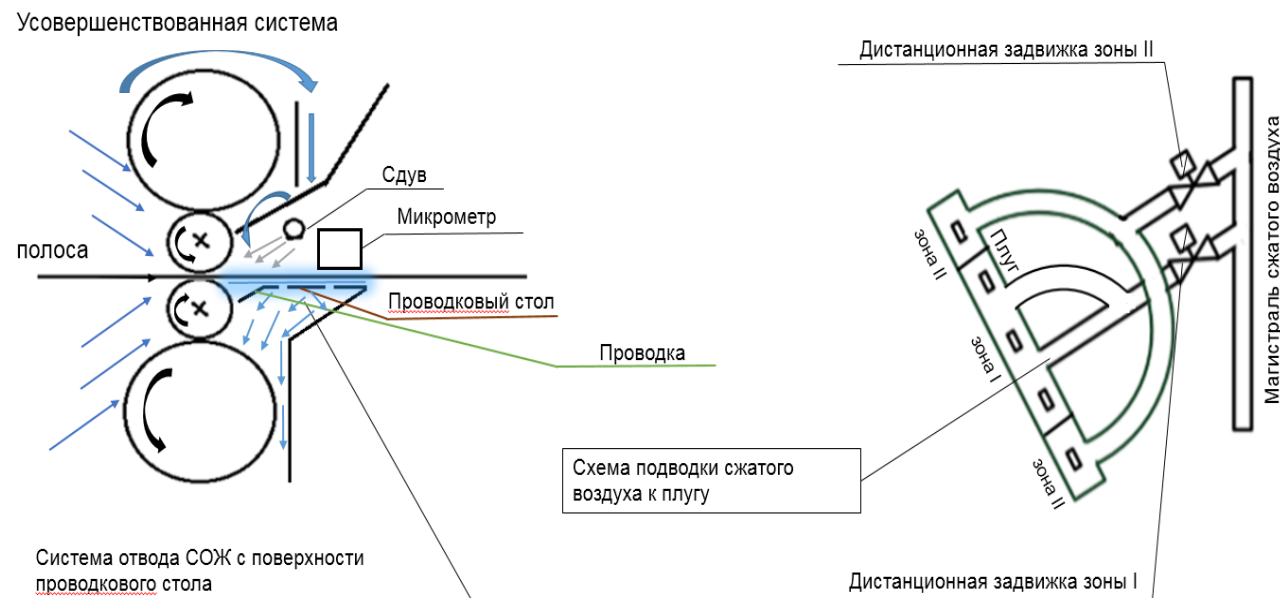 Усовершенствованная система
Дистанционная задвижка зоны II
Сдув
Микрометр
полоса
Проводковый стол
Проводка
Магистраль сжатого воздуха
зона II
Плуг
зона I
зона II
Схема подводки сжатого
воздуха к плугу
Система отвода СОЖ с поверхности
проводкового стола
Дистанционная задвижка зоны I